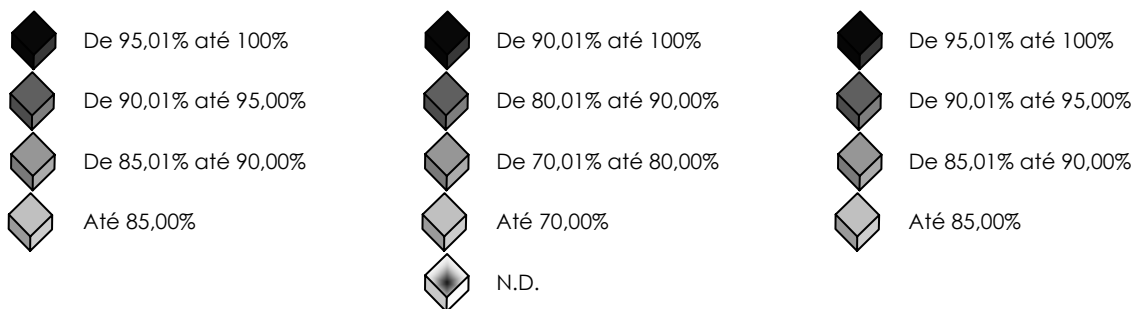 De 95,01% até 100%
De 90,01% até 95,00%
De 85,01% até 90,00%
Até 85,00%
De 90,01% até 100%
De 80,01% até 90,00%
De 70,01% até 80,00%
Até 70,00%
N.D.
De 95,01% até 100%
De 90,01% até 95,00%
De 85,01% até 90,00%
Até 85,00%